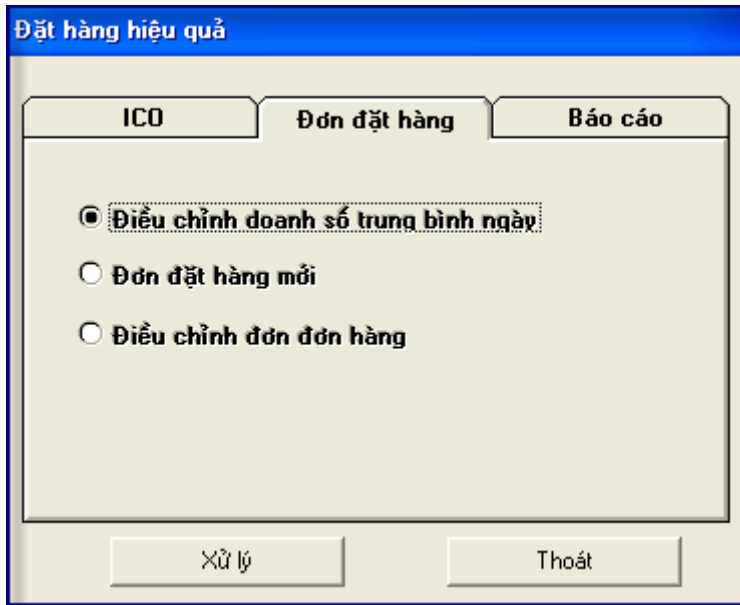 Đặt hàng hiệu quả
ICO
Đơn đặt hàng
Báo cáo
Điều chỉnh doanh số trung bình ngày
Đơn đặt hàng mới
Điều chỉnh đơn đơn hàng
Xử lý
Thoát